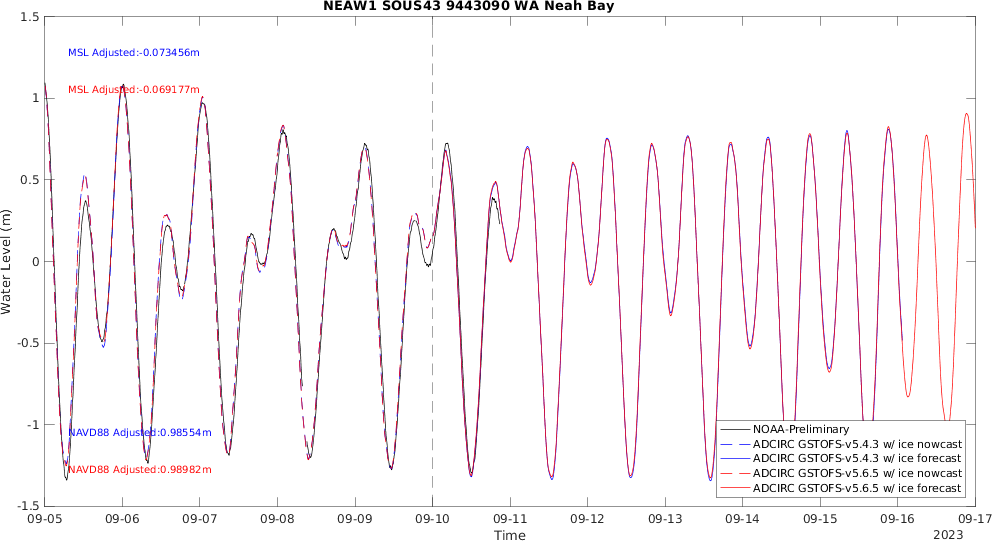 NEAW1 SOUS43 9443090 WA Neah Bay
1.5
1
0.5
0
-0.5
-1
-1.5
Water Level (m)
MSL Adjusted:-0.073456m
MSL Adjusted:-0.069177m
NAVD88 Adjusted:0.98554m
NAVD88 Adjusted:0.98982m
NOAA-Preliminary
ADCIRC GSTOFS-v5.4.3 w/ ice nowcast
ADCIRC GSTOFS-v5.4.3 w/ ice forecast
ADCIRC GSTOFS-v5.6.5 w/ ice nowcast
ADCIRC GSTOFS-v5.6.5 w/ ice forecast
09-05 09-06 09-07 09-08 09-09 09-10 09-11 09-12 09-13 09-14 09-15 09-16 09-17
Time
2023